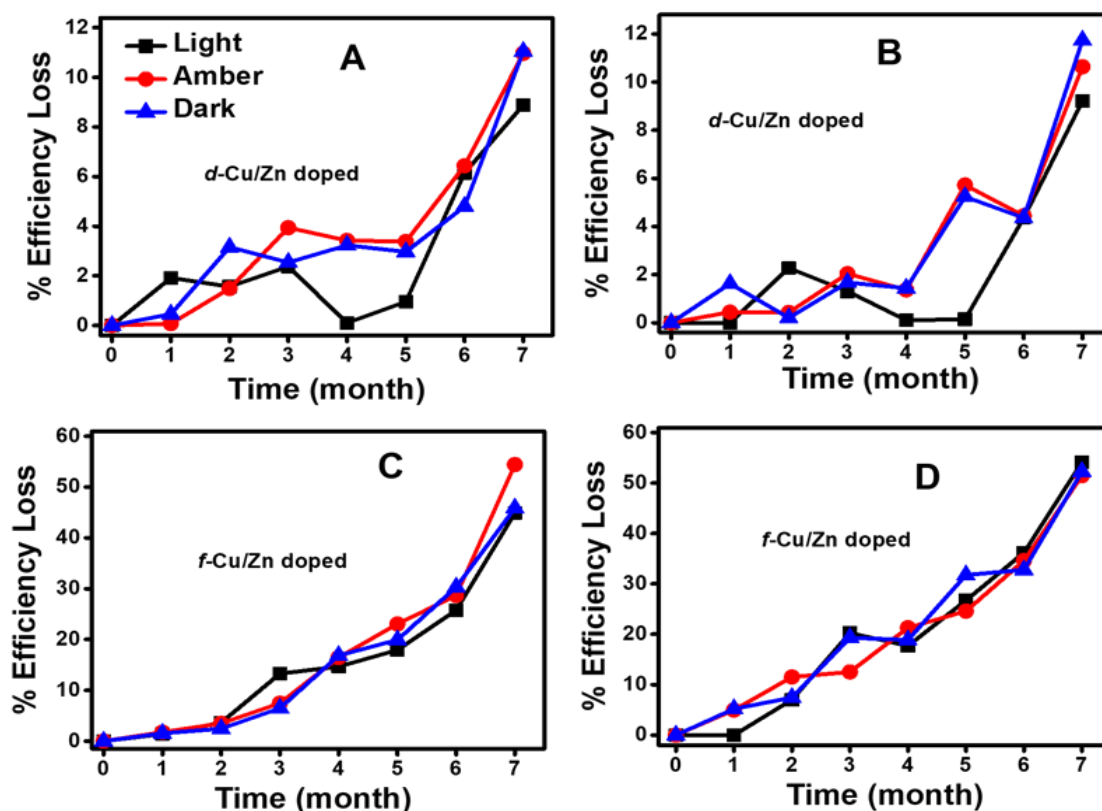 12
10
8
6
4
2
0
% Efficiency Loss
Light
Amber
Dark
A
d-Cu/Zn doped
0 1 2 3 4 5 6 7
Time (month)
12
10
8
6
4
2
0
% Efficiency Loss
B
d-Cu/Zn doped
0 1 2 3 4 5 6 7
Time (month)
60
50
40
30
20
10
0
% Efficiency Loss
C
f-Cu/Zn doped
0 1 2 3 4 5 6 7
Time (month)
60
50
40
30
20
10
0
% Efficiency Loss
D
f-Cu/Zn doped
0 1 2 3 4 5 6 7
Time (month)